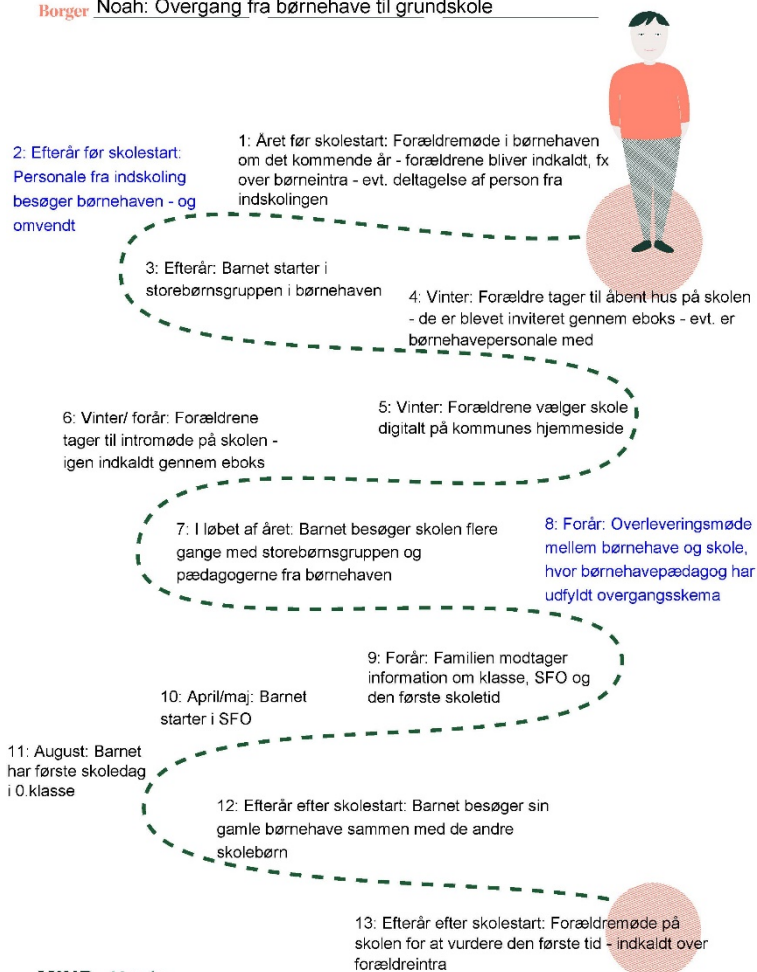 Borger Noah: Overgang fra børnehave til grundskole
1: Året før skolestart: Forældremøde i børnehaven
om det kommende år - forældrene bliver indkaldt, fx
over børneintra - evt. deltagelse af person fra
indskolingen
2: Efterår før skolestart:
Personale fra indskoling
besøger børnehaven - og
omvendt
3: Efterår: Barnet starter i
storebørnsgruppen i børnehaven
4: Vinter: Forældre tager til åbent hus på skolen
- de er blevet inviteret gennem eboks - evt. er
børnehavepersonale med
5: Vinter: Forældrene vælger skole
digitalt på kommunes hjemmeside
6: Vinter/ forår: Forældrene
tager til intromøde på skolen -
igen indkaldt gennem eboks
7: I løbet af året: Barnet besøger skolen flere
gange med storebørnsgruppen og
pædagogerne fra børnehaven
8: Forår: Overleveringsmøde
mellem børnehave og skole,
hvor børnehavepædagog har
udfyldt overgangsskema
9: Forår: Familien modtager
information om klasse, SFO og
den første skoletid
10: April/maj: Barnet
starter i SFO
11: August: Barnet
har første skoledag
i 0.klasse
12: Efterår efter skolestart: Barnet besøger sin
gamle børnehave sammen med de andre
skolebørn
13: Efterår efter skolestart: Forældremøde på
skolen for at vurdere den første tid - indkaldt over
forældreintra